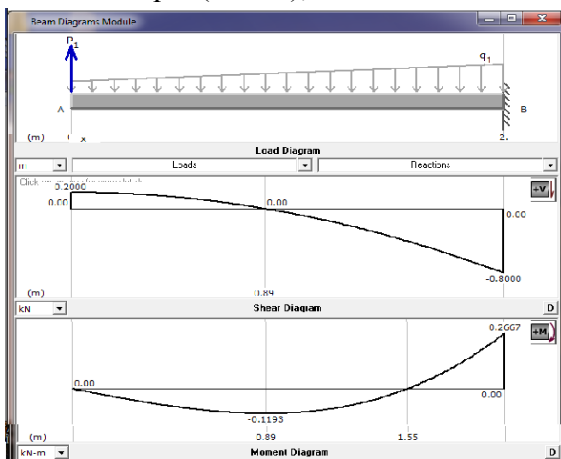 Beam Diagrams Module
P1
q1
A
B
(m)
x
2.
Load Diagram
Loads
Reactions
0.2000
+V
0.00
0.00
0.00
-0.8000
(m)
0.89
kN
Shear Diagram
D
0.2667
+M
0.00
0.00
-0.1193
(m)
0.89
1.55
kN-m
Moment Diagram
D